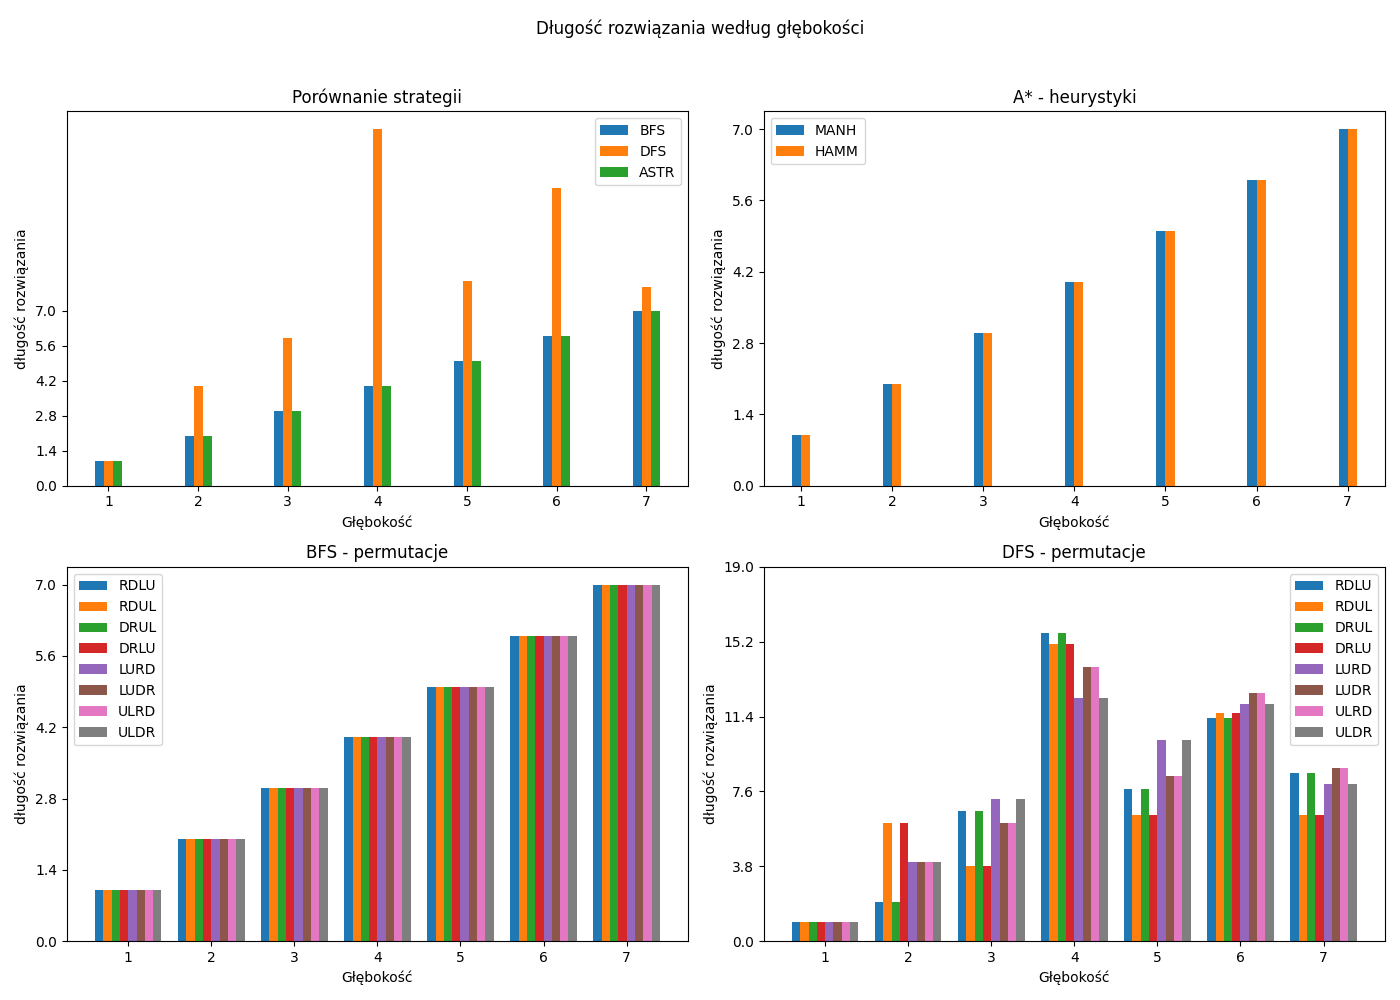 Długość rozwiązania według głębokości
Porównanie strategii
długość rozwiązania
7.0
5.6
4.2
2.8
1.4
0.0
BFS
DFS
ASTR
1 2 3 4 5 6 7
Głębokość
A* - heurystyki
długość rozwiązania
7.0
5.6
4.2
2.8
1.4
0.0
MANH
HAMM
1 2 3 4 5 6 7
Głębokość
BFS - permutacje
długość rozwiązania
7.0
5.6
4.2
2.8
1.4
0.0
RDLU
RDUL
DRUL
DRLU
LURD
LUDR
ULRD
ULDR
1 2 3 4 5 6 7
Głębokość
DFS - permutacje
długość rozwiązania
19.0
15.2
11.4
7.6
3.8
0.0
RDLU
RDUL
DRUL
DRLU
LURD
LUDR
ULRD
ULDR
1 2 3 4 5 6 7
Głębokość